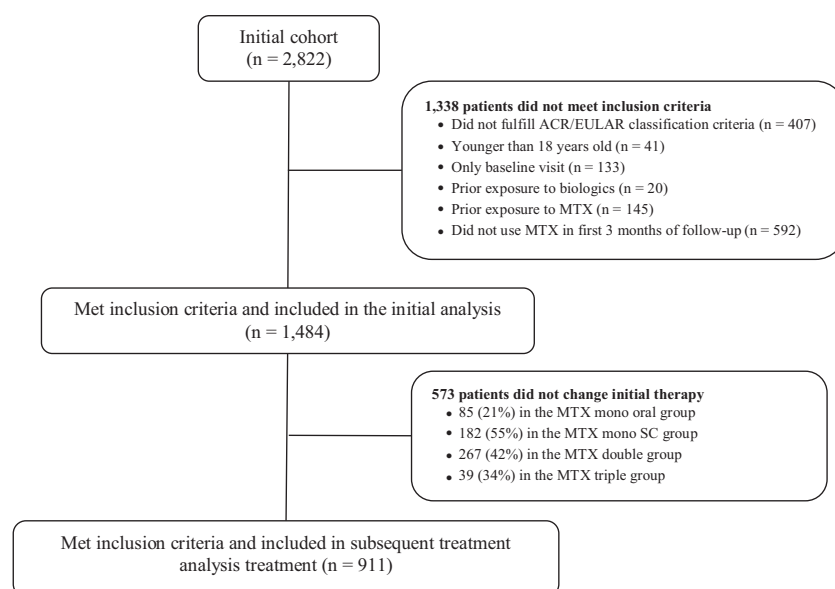 Initial cohort
(n = 2,822)
1,338 patients did not meet inclusion criteria
• Did not fulfill ACR/EULAR classification criteria (n = 407)
• Younger than 18 years old (n = 41)
• Only baseline visit (n = 133)
• Prior exposure to biologics (n = 20)
• Prior exposure to MTX (n = 145)
• Did not use MTX in first 3 months of follow-up (n = 592)
Met inclusion criteria and included in the initial analysis
(n = 1,484)
573 patients did not change initial therapy
• 85 (21%) in the MTX mono oral group
• 182 (55%) in the MTX mono SC group
• 267 (42%) in the MTX double group
• 39 (34%) in the MTX triple group
Met inclusion criteria and included in subsequent treatment
analysis treatment (n = 911)